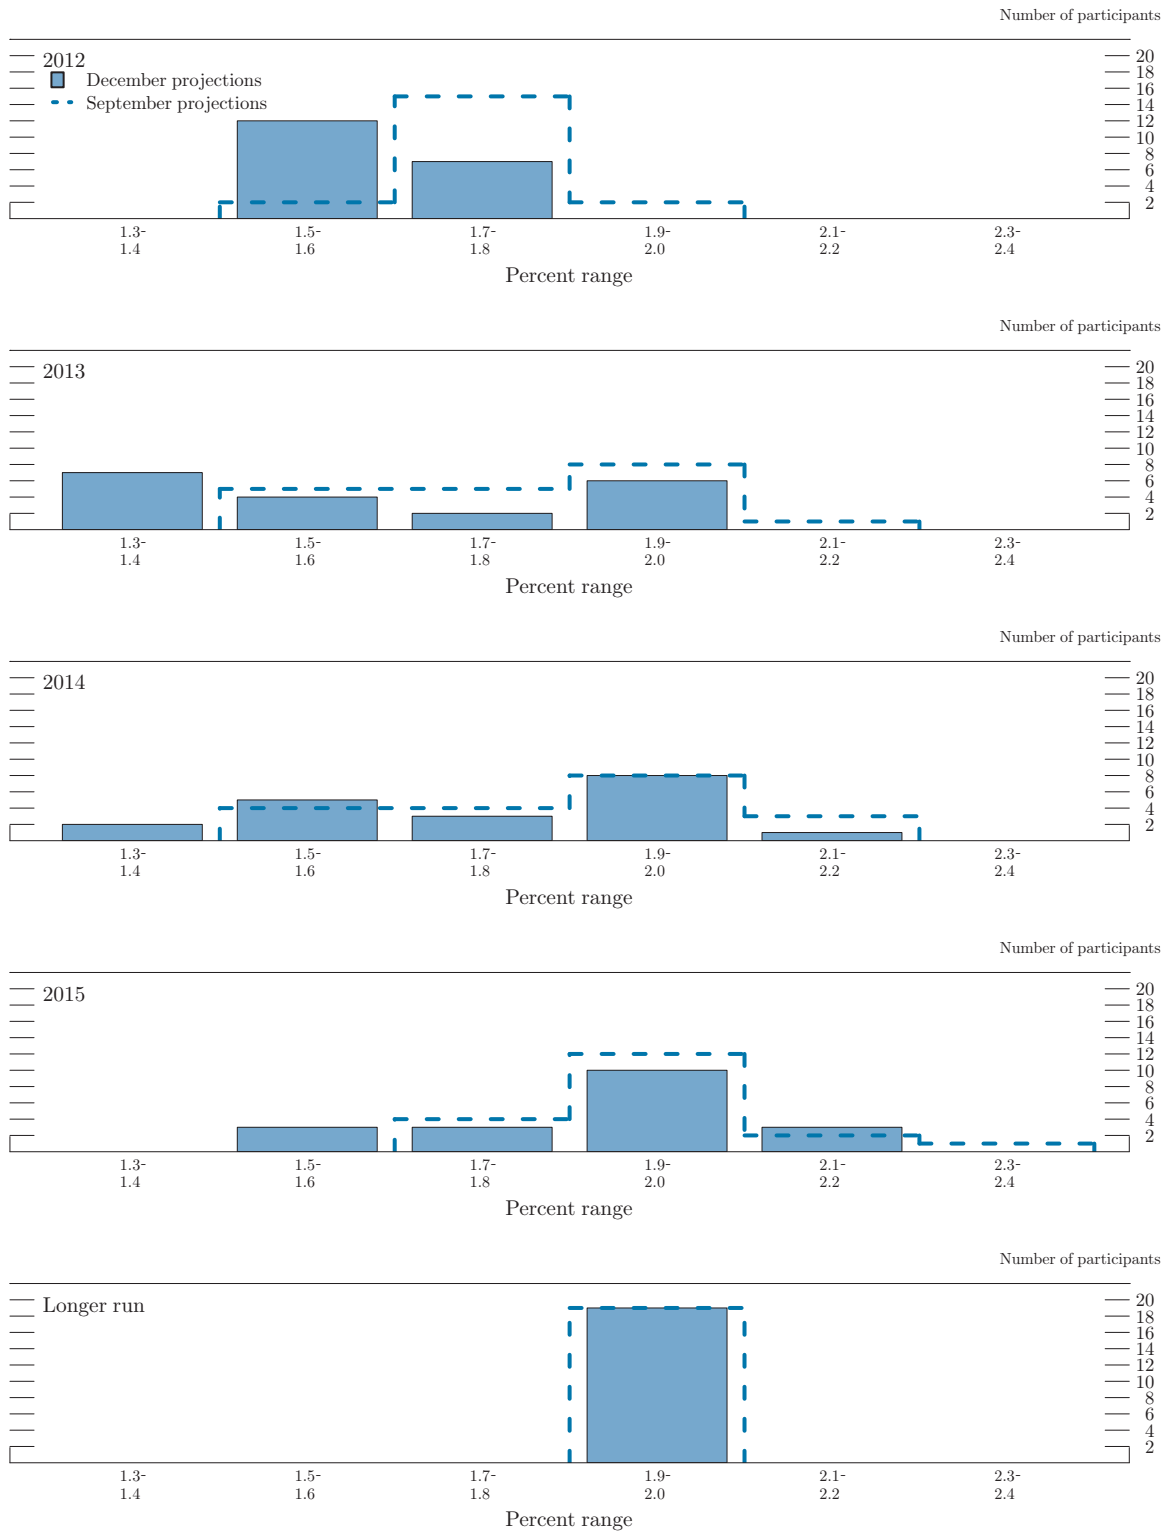 Number of participants
2012
December projections
September projections
20
18
16
14
12
10
8
6
4
2
1.3- 1.5- 1.7- 1.9- 2.1- 2.3-
1.4 1.6 1.8 2.0 2.2 2.4
Percent range
Number of participants
2013
20
18
16
14
12
10
8
6
4
2
1.3- 1.5- 1.7- 1.9- 2.1- 2.3-
1.4 1.6 1.8 2.0 2.2 2.4
Percent range
Number of participants
2014
20
18
16
14
12
10
8
6
4
2
1.3- 1.5- 1.7- 1.9- 2.1- 2.3-
1.4 1.6 1.8 2.0 2.2 2.4
Percent range
Number of participants
2015
20
18
16
14
12
10
8
6
4
2
1.3- 1.5- 1.7- 1.9- 2.1- 2.3-
1.4 1.6 1.8 2.0 2.2 2.4
Percent range
Number of participants
Longer run
20
18
16
14
12
10
8
6
4
2
1.3- 1.5- 1.7- 1.9- 2.1- 2.3-
1.4 1.6 1.8 2.0 2.2 2.4
Percent range